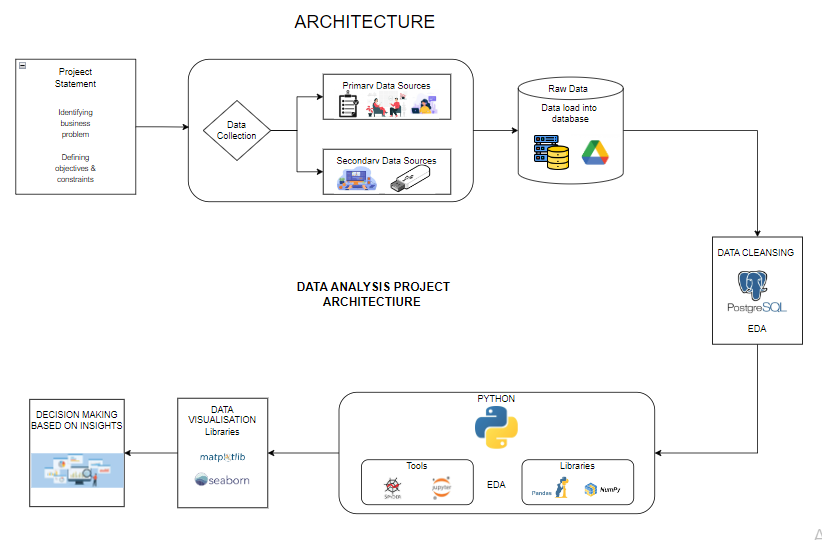 ARCHITECTURE
Projeect
Statement
Identifying
business
problem
Defining
objectives &
constraints
Data
Collection
Primary Data Sources
Secondary Data Sources
Raw Data
Data load into
database
DATA CLEANSING
PostgreSQL
EDA
DATA ANALYSIS PROJECT
ARCHITECTIURE
PYTHON
Tools
SPYDER
jupyter
EDA
Libraries
Pandas
NumPy
DATA
VISUALISATION
Libraries
matplotlib
seaborn
DECISION MAKING
BASED ON INSIGHTS
A